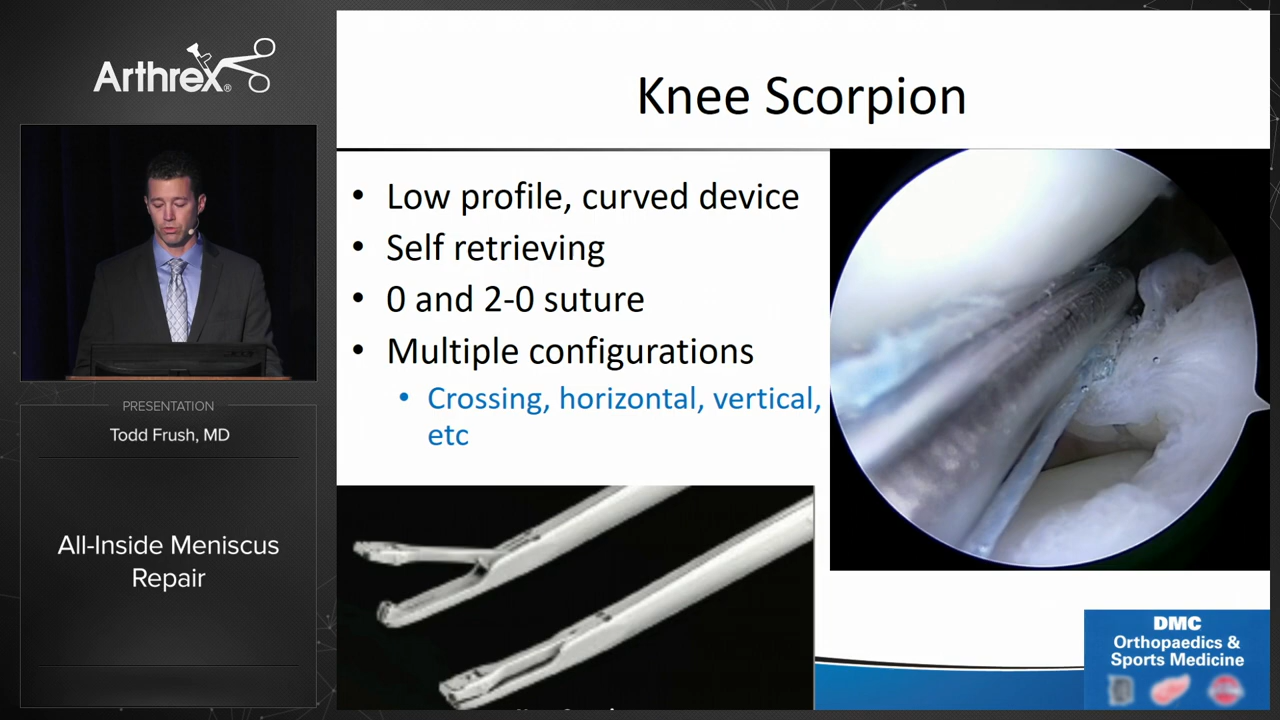 Arthrex®
PRESENTATION
Todd Frush, MD
All-Inside Meniscus
Repair
Knee Scorpion
• Low profile, curved device
• Self retrieving
• 0 and 2-0 suture
• Multiple configurations
• Crossing, horizontal, vertical,
etc
DMC
Orthopaedics &
Sports Medicine